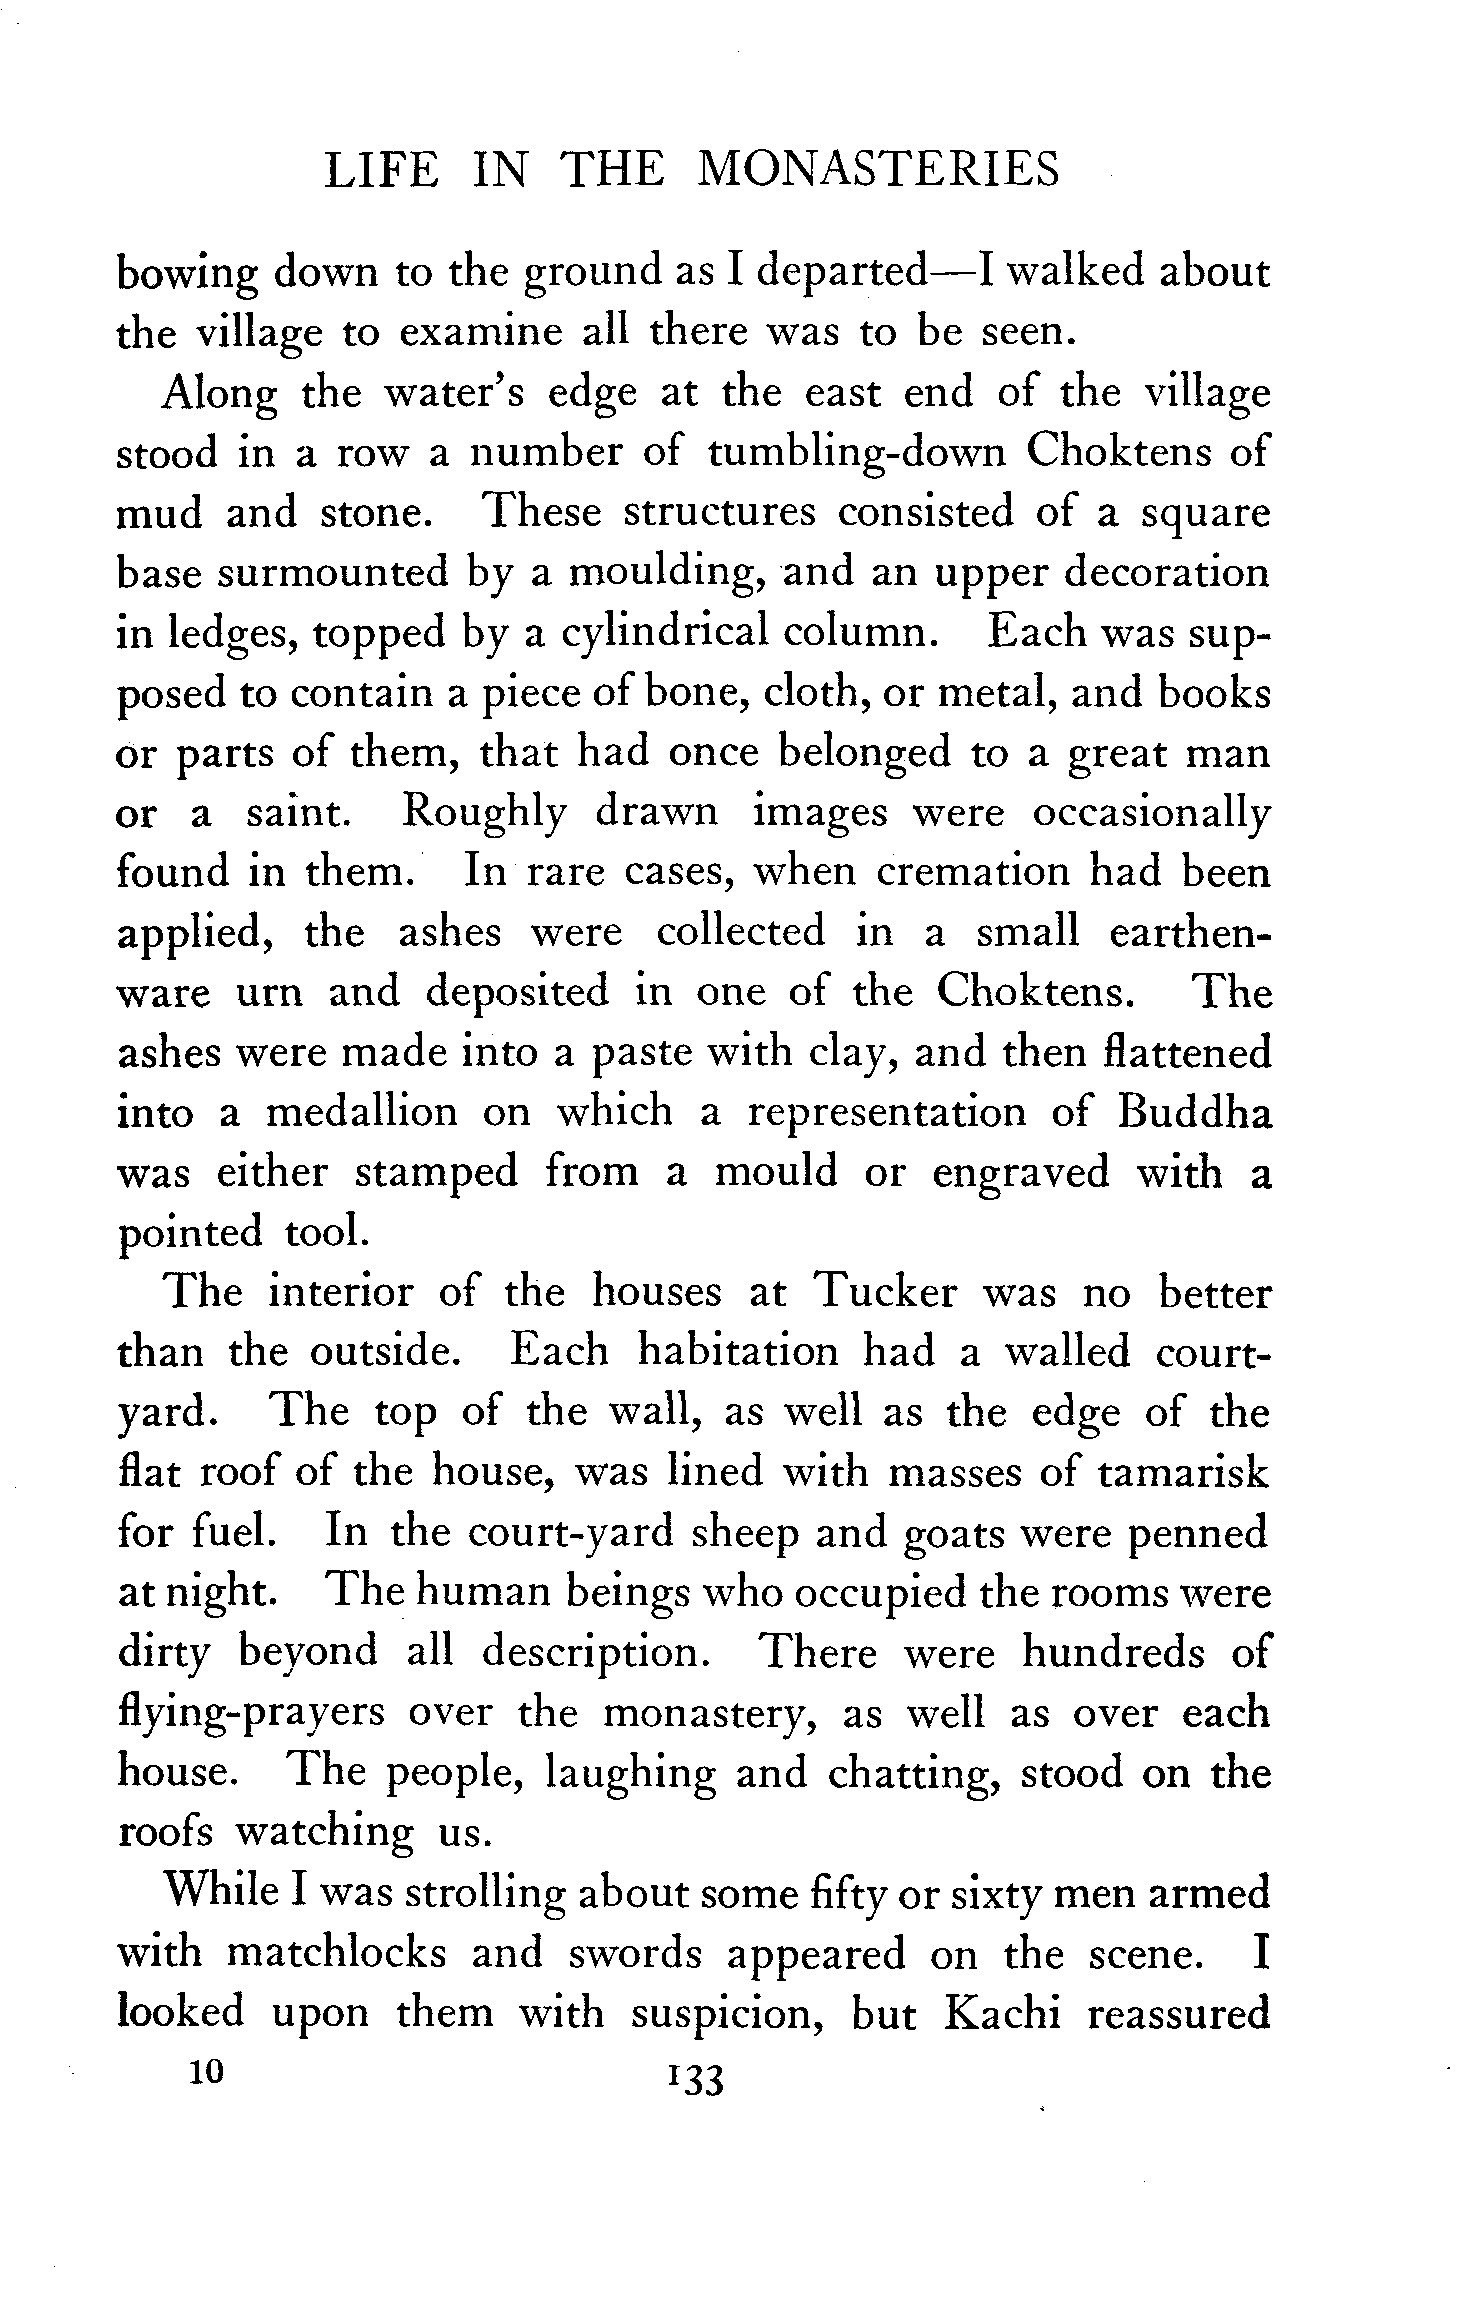 LIFE IN THE MONASTERIES
bowing down to the ground as I departed—I walked about
the village to examine all there was to be seen.
Along the water's edge at the east end of the village
stood in a row a number of tumbling-down Choktens of
mud and stone. These structures consisted of a square
base surmounted by a moulding, and an upper decoration
in ledges, topped by a cylindrical column. Each was sup-
posed to contain a piece of bone, cloth, or metal, and books
or parts of them, that had once belonged to a great man
or a saint. Roughly drawn images were occasionally
found in them. In rare cases, when cremation had been
applied, the ashes were collected in a small earthen-
ware urn and deposited in one of the Choktens. The
ashes were made into a paste with clay, and then flattened
into a medallion on which a representation of Buddha
was either stamped from a mould or engraved with a
pointed tool.
The interior of the houses at Tucker was no better
than the outside. Each habitation had a walled court-
yard. The top of the wall, as well as the edge of the
flat roof of the house, was lined with masses of tamarisk
for fuel. In the court-yard sheep and goats were penned
at night. The human beings who occupied the rooms were
dirty beyond all description. There were hundreds of
flying-prayers over the monastery, as well as over each
house. The people, laughing and chatting, stood on the
roofs watching us.
While I was strolling about some fifty or sixty men armed
with matchlocks and swords appeared on the scene. I
looked upon them with suspicion, but Kachi reassured
10 133